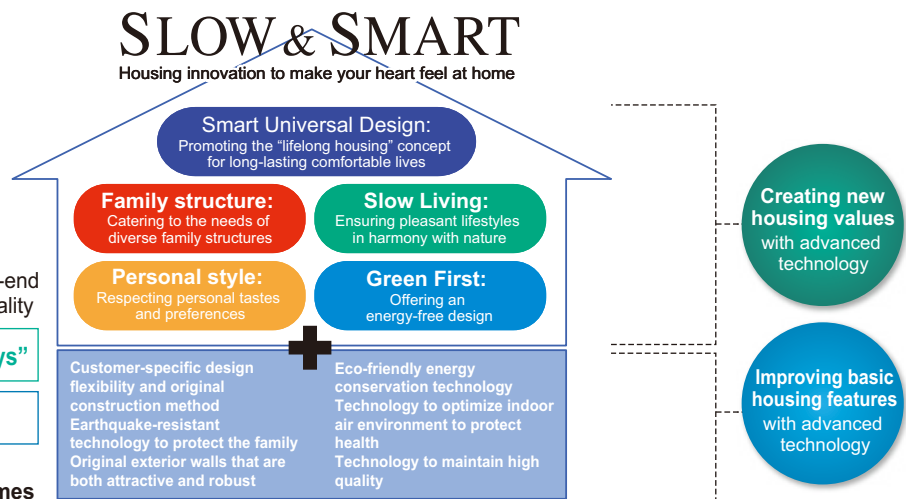 SLOW & SMART
Housing innovation to make your heart feel at home
Smart Universal Design:
Promoting the “lifelong housing” concept
for long-lasting comfortable lives
Family structure:
Catering to the needs of
diverse family structures
Slow Living:
Ensuring pleasant lifestyles
in harmony with nature
Personal style:
Respecting personal tastes
and preferences
Green First:
Offering an
energy-free design
Customer-specific design
flexibility and original
construction method
Earthquake-resistant
technology to protect the family
Original exterior walls that are
both attractive and robust
Eco-friendly energy
conservation technology
Technology to optimize indoor
air environment to protect
health
Technology to maintain high
quality
Creating new
housing values
with advanced
technology
Improving basic
housing features
with advanced
technology
-end